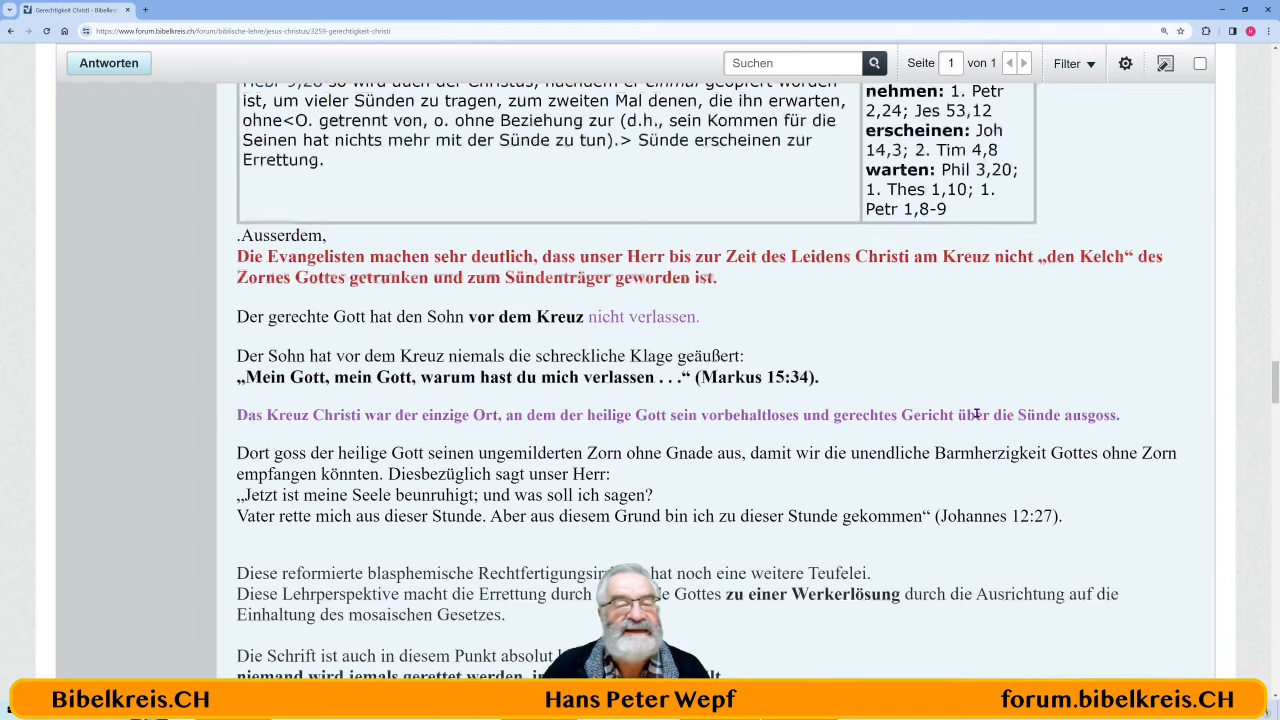 Gerechtigkeit Christi - Bibelkrei
https://www.forum.bibelkreis.ch/forum/biblische-lehre/jesus-christus/3259-gerechtigkeit-christi
Antworten
Suchen
Seite 1 von 1
Filter
ist, um vieler Sünden zu tragen, zum zweiten Mal denen, die ihn erwarten,
ohne<O. getrennt von, o. ohne Beziehung zur (d.h., sein Kommen für die
Seinen hat nichts mehr mit der Sünde zu tun).> Sünde erscheinen zur
Errettung.
nehmen: 1. Petr
2,24; Jes 53,12
erscheinen: Joh
14,3; 2. Tim 4,8
warten: Phil 3,20;
1. Thes 1,10; 1.
Petr 1,8-9
.Ausserdem,
Die Evangelisten machen sehr deutlich, dass unser Herr bis zur Zeit des Leidens Christi am Kreuz nicht „den Kelch“ des
Zornes Gottes getrunken und zum Sündenträger geworden ist.
Der gerechte Gott hat den Sohn vor dem Kreuz nicht verlassen.
Der Sohn hat vor dem Kreuz niemals die schreckliche Klage geäußert:
„Mein Gott, mein Gott, warum hast du mich verlassen . . .“ (Markus 15:34).
Das Kreuz Christi war der einzige Ort, an dem der heilige Gott sein vorbehaltloses und gerechtes Gericht über die Sünde ausgoss.
Dort goss der heilige Gott seinen ungemilderten Zorn ohne Gnade aus, damit wir die unendliche Barmherzigkeit Gottes ohne Zorn
empfangen könnten. Diesbezüglich sagt unser Herr:
„Jetzt ist meine Seele beunruhigt; und was soll ich sagen?
Vater rette mich aus dieser Stunde. Aber aus diesem Grund bin ich zu dieser Stunde gekommen“ (Johannes 12:27).
Diese reformierte blasphemische hat noch eine weitere Teufelei.
Diese Lehrperspektive macht die Errettung durch Gottes zu einer Werkerlösung durch die Ausrichtung auf die
Einhaltung des mosaischen Gesetzes.
Die Schrift ist auch in diesem Punkt absolut
niemand wird jemals gerettet werden,
Bibelkreis.CH
Hans Peter Wepf
forum.bibelkreis.CH